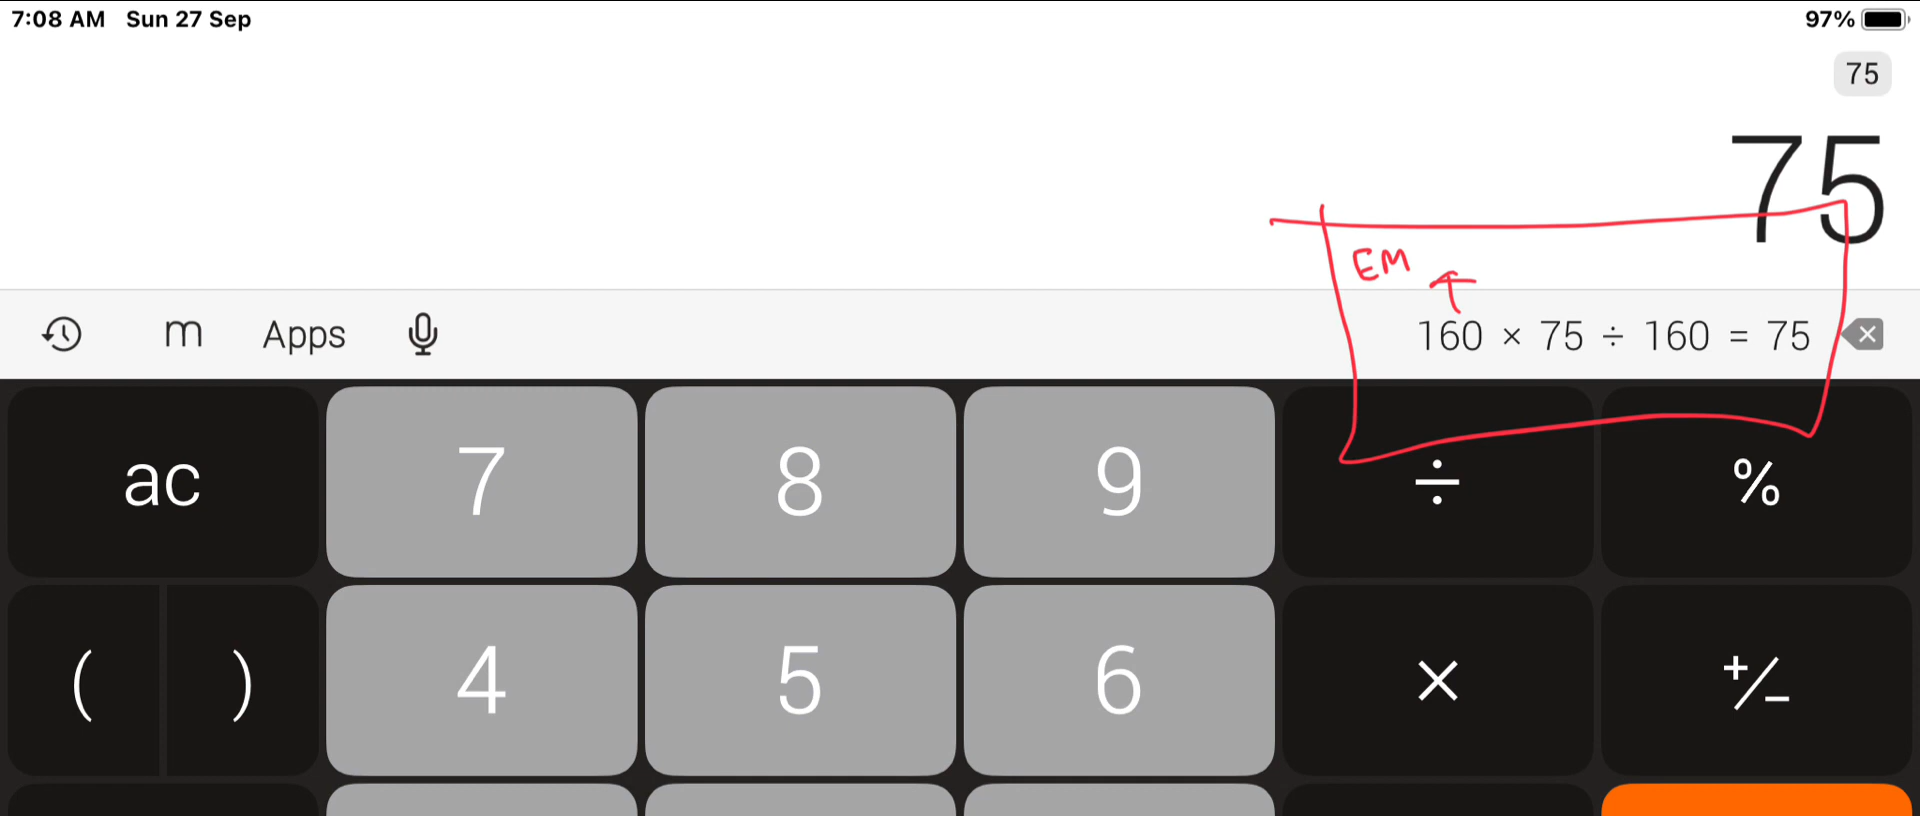 7:08 AM Sun 27 Sep 97%
75
75
EM
m Apps 160 × 75 ÷ 160 = 75
ac 7 8 9 ÷ %
( ) 4 5 6 × +/−